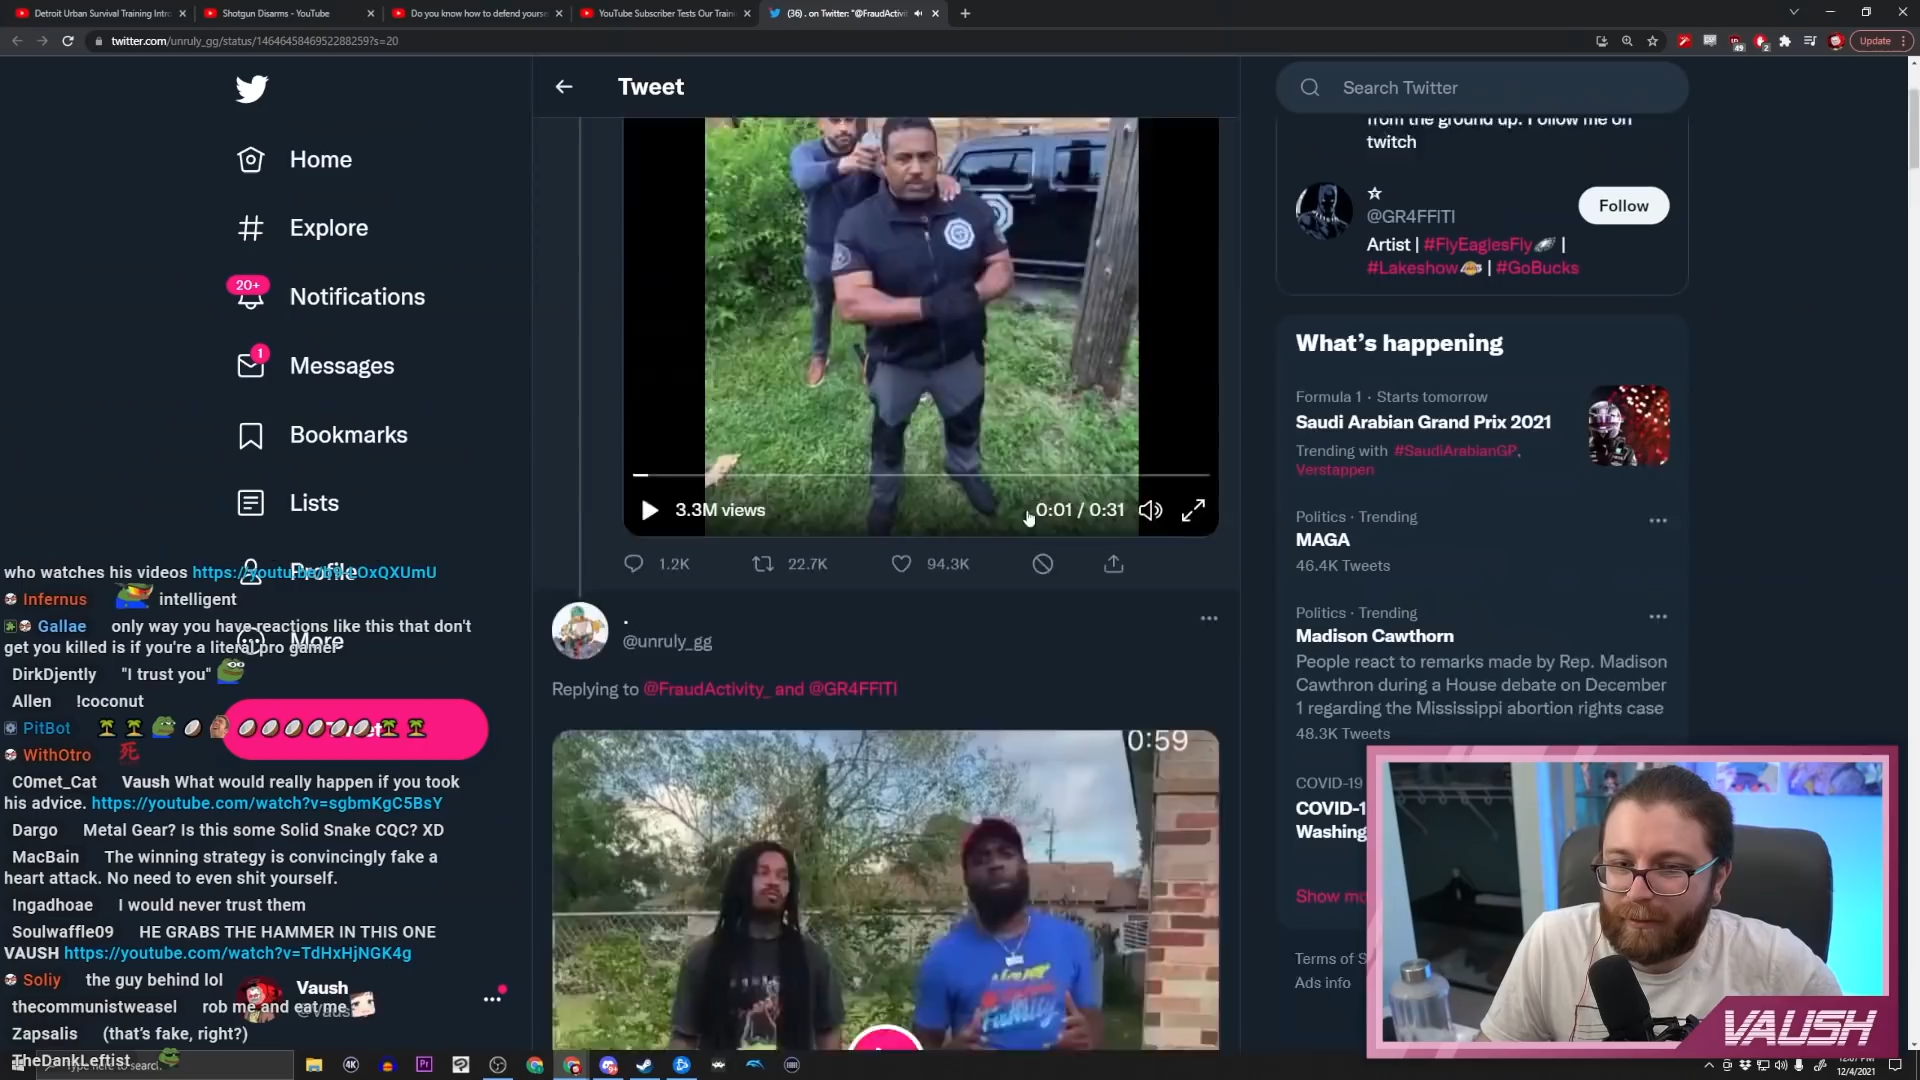 Detroit Urban Survival Training Intro
Shotgun Disarms - YouTube
Do you know how to defend yourse
YouTube Subscriber Tests Our Traini
(36) . on Twitter: "@FraudActivi
twitter.com/unruly_gg/status/1464645846952288259?s=20
Update
Tweet
Search Twitter
from the ground up. Follow me on
twitch
Home
Explore
20+
Notifications
1
Messages
Bookmarks
Lists
Profile
More
☆
@GR4FFITI
Follow
Artist | #FlyEaglesFly |
#Lakeshow | #GoBucks
3.3M views
0:01 / 0:31
1.2K
22.7K
94.3K
.
@unruly_gg
Replying to @FraudActivity_ and @GR4FFITI
0:59
What's happening
Formula 1 · Starts tomorrow
Saudi Arabian Grand Prix 2021
Trending with #SaudiArabianGP,
Verstappen
Politics · Trending
MAGA
46.4K Tweets
Politics · Trending
Madison Cawthorn
People react to remarks made by Rep. Madison
Cawthron during a House debate on December
1 regarding the Mississippi abortion rights case
48.3K Tweets
COVID-19
COVID-1
Washing
Show mo
Terms of S
Ads info
who watches his videos
Infernus intelligent
Gallae only way you have reactions like this that don't
get you killed is if you're a literal pro gamer
DirkDjently "I trust you"
Allen !coconut
PitBot
WithOtro 死
C0met_Cat Vaush What would really happen if you took
his advice. https://youtube.com/watch?v=sgbmKgC5BsY
Dargo Metal Gear? Is this some Solid Snake CQC? XD
MacBain The winning strategy is convincingly fake a
heart attack. No need to even shit yourself.
Ingadhoae I would never trust them
Soulwaffle09 HE GRABS THE HAMMER IN THIS ONE
VAUSH https://youtube.com/watch?v=TdHxHjNGK4g
Soliy the guy behind lol
thecommunistweasel rob me and eat me
Zapsalis (that's fake, right?)
TheDankLeftist
Vaush
VAUSH
12/4/2021